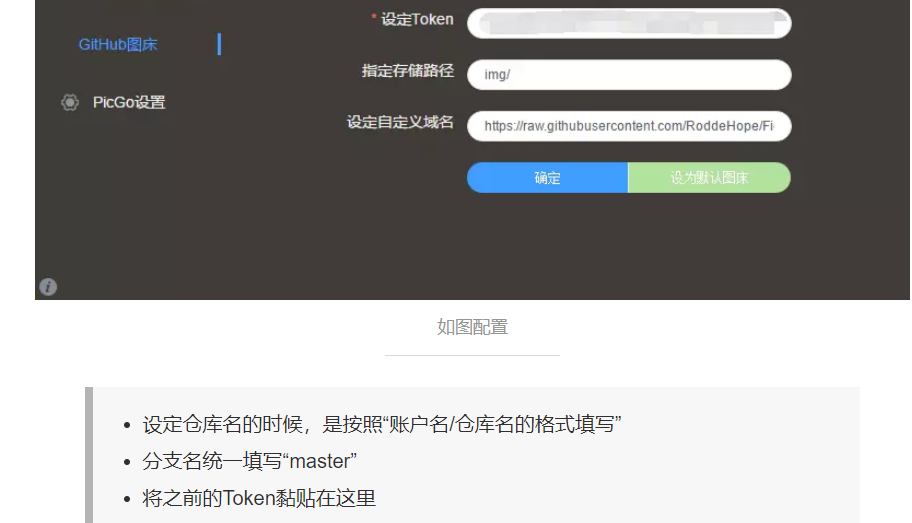 * 设定Token
GitHub图床
指定存储路径 img/
PicGo设置
设定自定义域名 https://raw.githubusercontent.com/RoddeHope/Fi
确定 设为默认图床
如图配置
设定仓库名的时候，是按照“账户名/仓库名的格式填写”
分支名统一填写“master”
将之前的Token黏贴在这里